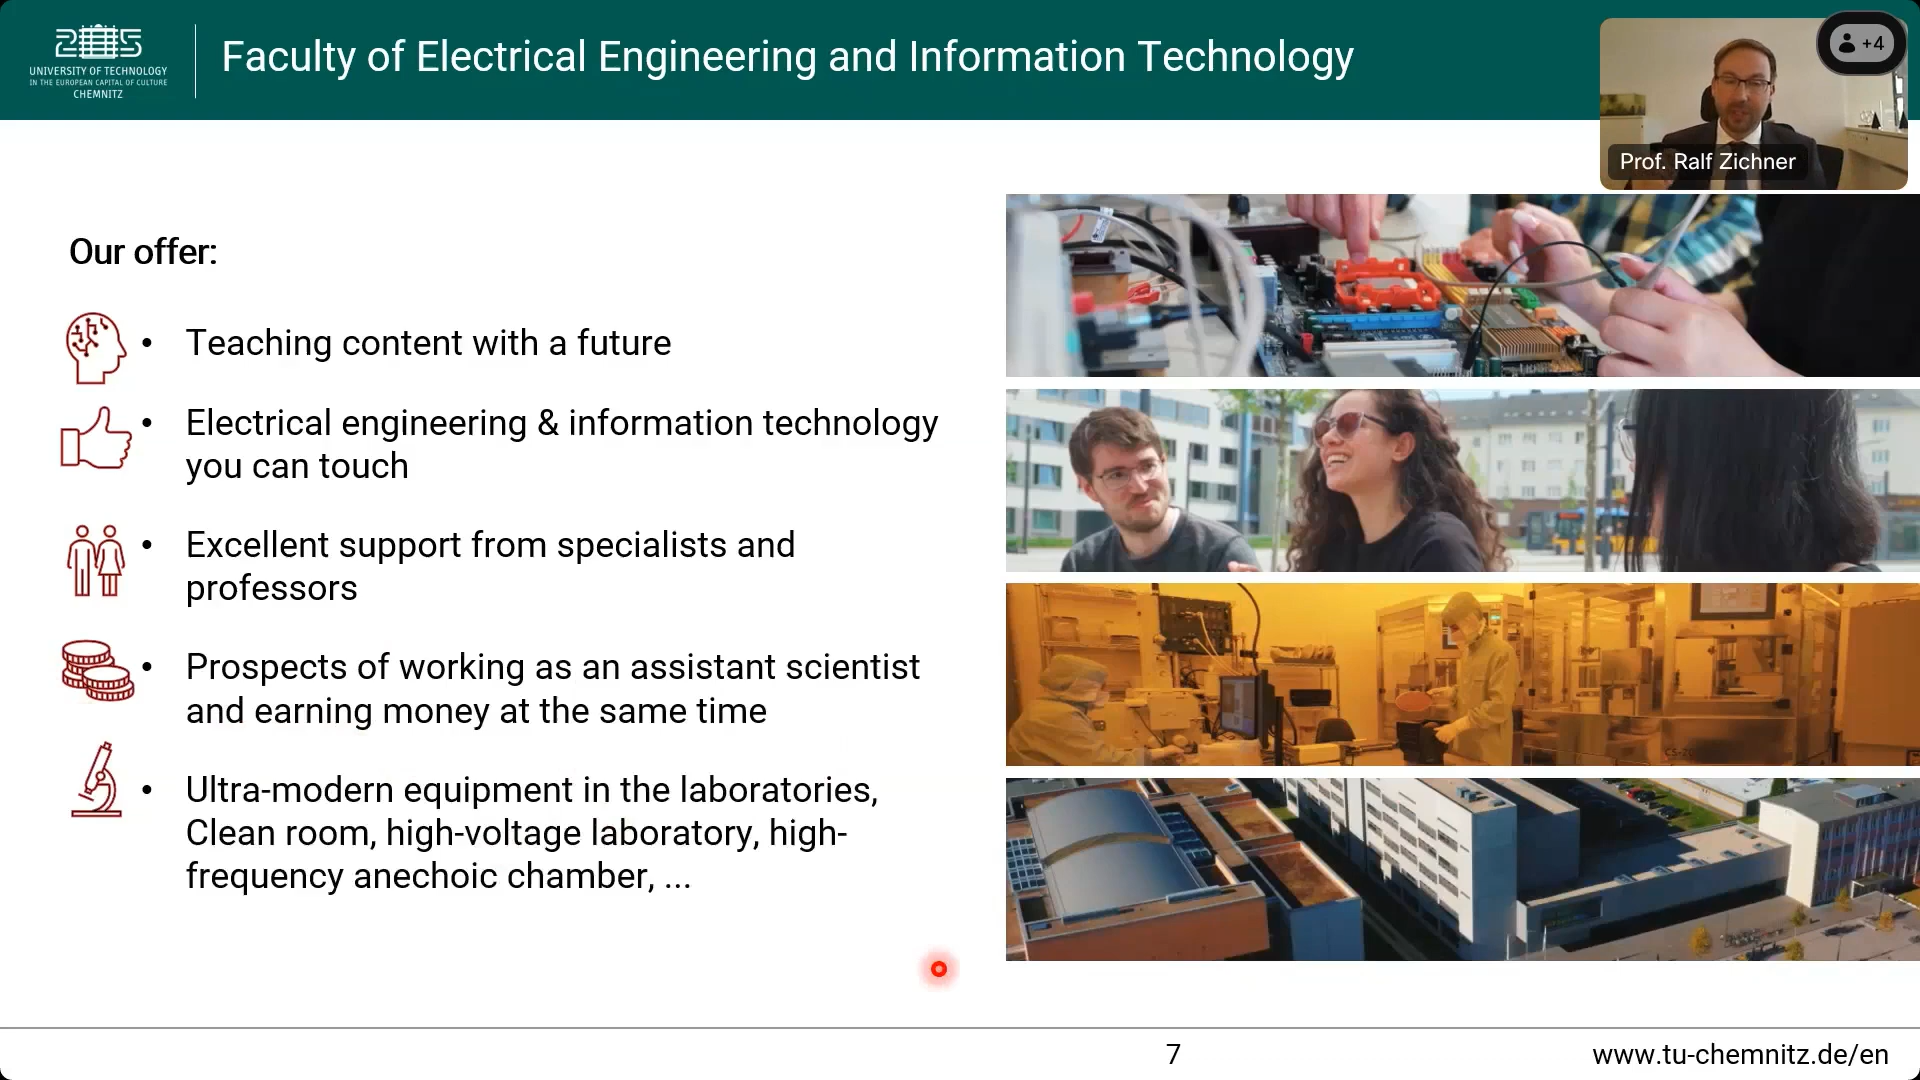 UNIVERSITY OF TECHNOLOGY
IN THE EUROPEAN CAPITAL OF CULTURE
CHEMNITZ
Faculty of Electrical Engineering and Information Technology
+4
Prof. Ralf Zichner
Our offer:
• Teaching content with a future
• Electrical engineering & information technology
you can touch
• Excellent support from specialists and
professors
• Prospects of working as an assistant scientist
and earning money at the same time
• Ultra-modern equipment in the laboratories,
Clean room, high-voltage laboratory, high-
frequency anechoic chamber, ...
7
www.tu-chemnitz.de/en